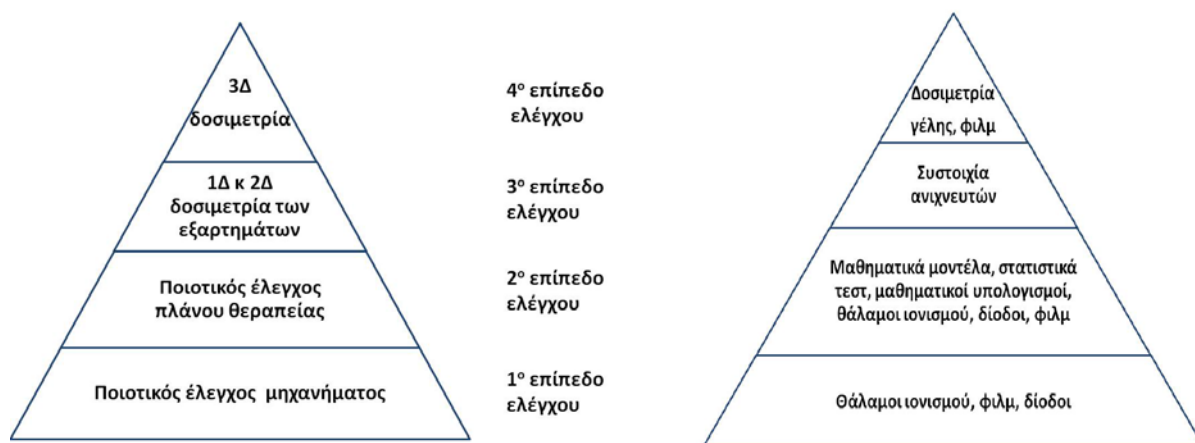 3Δ
δοσιμετρία
1Δ κ 2Δ
δοσιμετρία των
εξαρτημάτων
Ποιοτικός έλεγχος
πλάνου θεραπείας
Ποιοτικός έλεγχος μηχανήματος
4ο επίπεδο
ελέγχου
3ο επίπεδο
ελέγχου
2ο επίπεδο
ελέγχου
1ο επίπεδο
ελέγχου
Δοσιμετρία
γέλης, φιλμ
Συστοιχία
ανιχνευτών
Μαθηματικά μοντέλα, στατιστικά
τεστ, μαθηματικοί υπολογισμοί,
θάλαμοι ιονισμού, δίοδοι, φιλμ
Θάλαμοι ιονισμού, φιλμ, δίοδοι